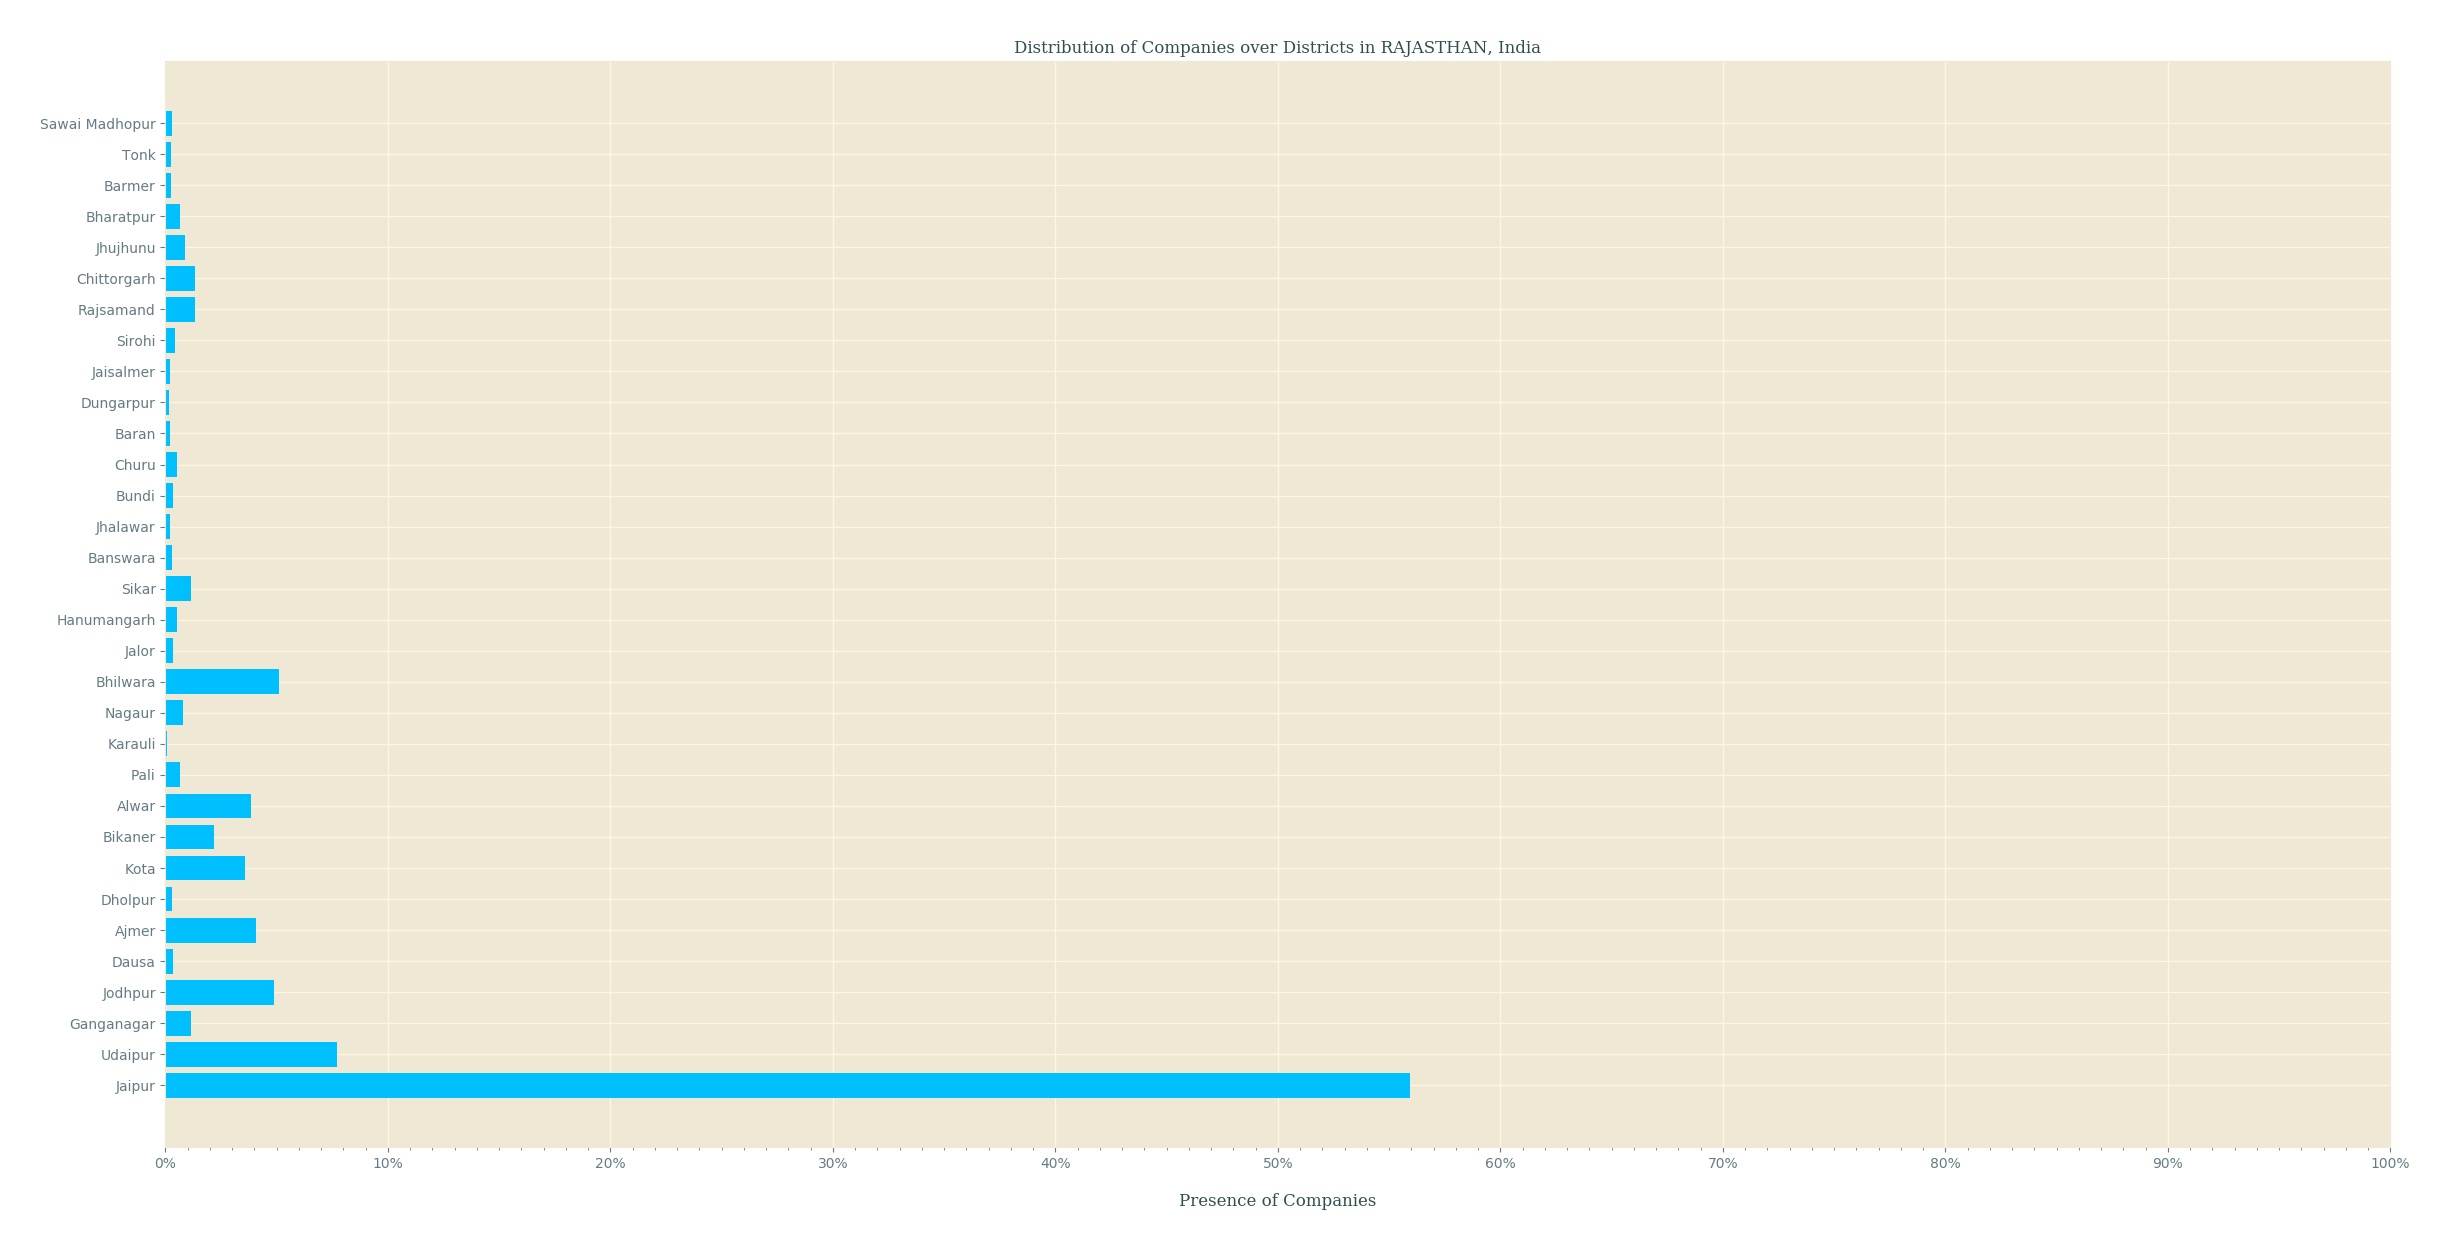 Distribution of Companies over Districts in RAJASTHAN, India
Sawai Madhopur
Tonk
Barmer
Bharatpur
Jhujhunu
Chittorgarh
Rajsamand
Sirohi
Jaisalmer
Dungarpur
Baran
Churu
Bundi
Jhalawar
Banswara
Sikar
Hanumangarh
Jalor
Bhilwara
Nagaur
Karauli
Pali
Alwar
Bikaner
Kota
Dholpur
Ajmer
Dausa
Jodhpur
Ganganagar
Udaipur
Jaipur
0% 10% 20% 30% 40% 50% 60% 70% 80% 90% 100%
Presence of Companies